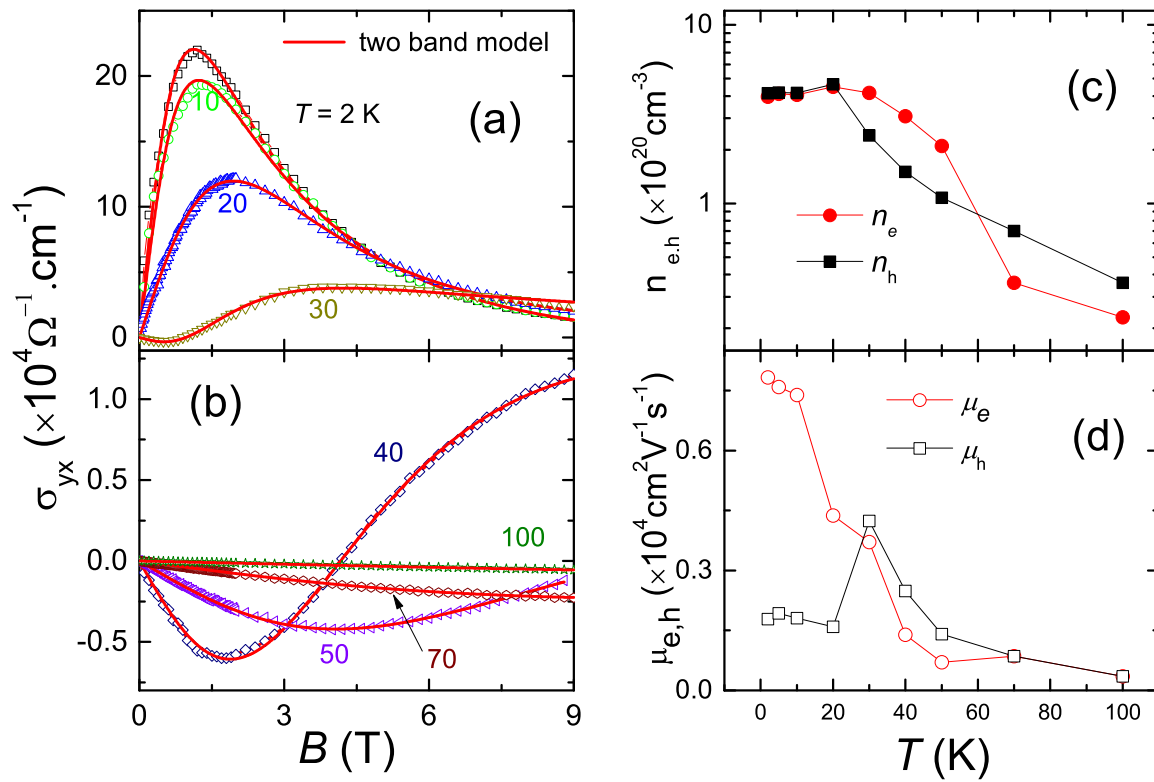 two band model
T = 2 K
(a)
10
20
30
20
10
0
σyx (×10⁴Ω⁻¹.cm⁻¹)
(b)
40
100
50
70
1.0
0.5
0.0
-0.5
0 3 6 9
B (T)
10
1
n e.h (×10²⁰cm⁻³)
(c)
ne
nh
μe
μh
(d)
0.6
0.3
0.0
μe,h (×10⁴cm²V⁻¹s⁻¹)
0 20 40 60 80 100
T (K)